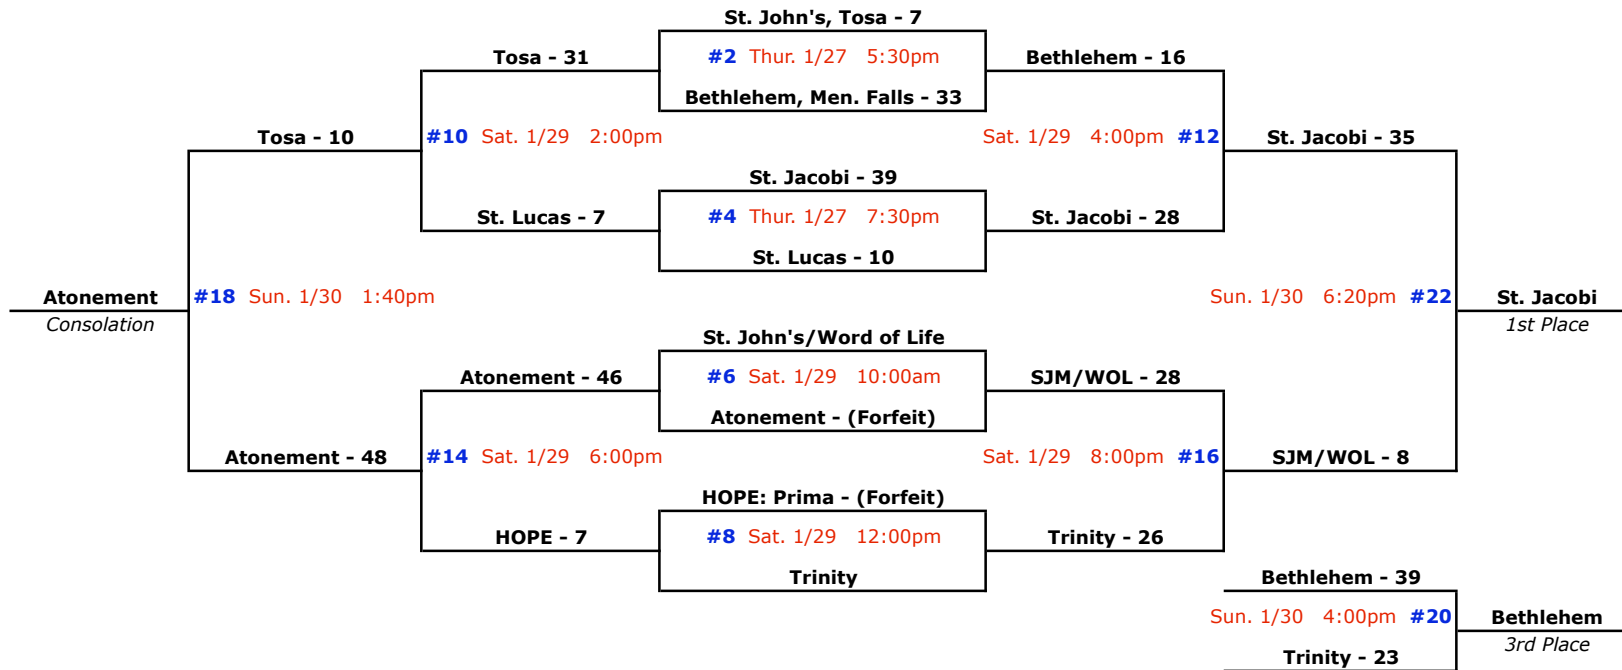 St. John's, Tosa - 7
Tosa - 31
#2 Thur. 1/27 5:30pm
Bethlehem - 16
Bethlehem, Men. Falls - 33
Tosa - 10
#10 Sat. 1/29 2:00pm
Sat. 1/29 4:00pm #12
St. Jacobi - 35
St. Jacobi - 39
St. Lucas - 7
#4 Thur. 1/27 7:30pm
St. Jacobi - 28
St. Lucas - 10
Atonement
Consolation
#18 Sun. 1/30 1:40pm
Sun. 1/30 6:20pm #22
St. Jacobi
1st Place
St. John's/Word of Life
Atonement - 46
#6 Sat. 1/29 10:00am
SJM/WOL - 28
Atonement - (Forfeit)
Atonement - 48
#14 Sat. 1/29 6:00pm
Sat. 1/29 8:00pm #16
SJM/WOL - 8
HOPE: Prima - (Forfeit)
HOPE - 7
#8 Sat. 1/29 12:00pm
Trinity - 26
Trinity
Bethlehem - 39
Sun. 1/30 4:00pm #20
Bethlehem
3rd Place
Trinity - 23